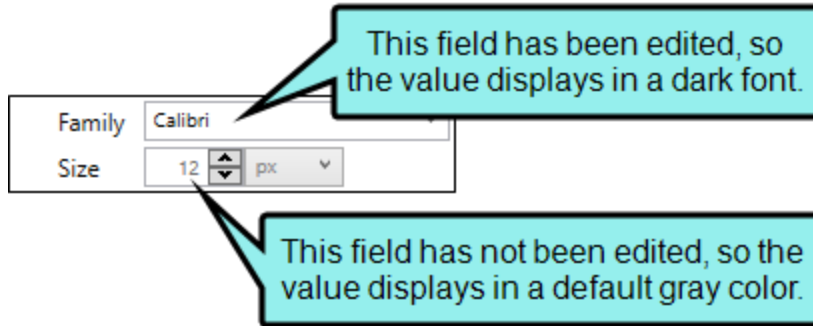 This field has been edited, so
the value displays in a dark font.
Family Calibri
Size 12 px
This field has not been edited, so the
value displays in a default gray color.